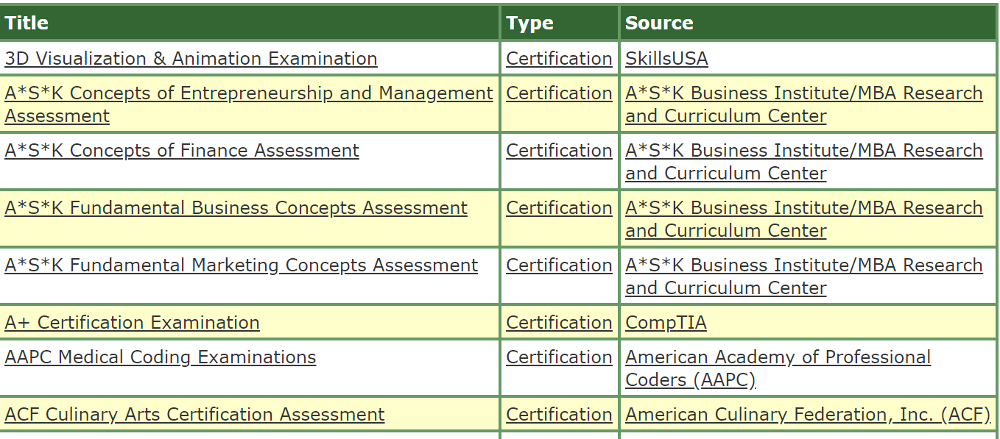 Title Type Source
3D Visualization & Animation Examination Certification SkillsUSA
A*S*K Concepts of Entrepreneurship and Management Certification A*S*K Business Institute/MBA Research
Assessment and Curriculum Center
A*S*K Concepts of Finance Assessment Certification A*S*K Business Institute/MBA Research
and Curriculum Center
A*S*K Fundamental Business Concepts Assessment Certification A*S*K Business Institute/MBA Research
and Curriculum Center
A*S*K Fundamental Marketing Concepts Assessment Certification A*S*K Business Institute/MBA Research
and Curriculum Center
A+ Certification Examination Certification CompTIA
AAPC Medical Coding Examinations Certification American Academy of Professional
Coders (AAPC)
ACF Culinary Arts Certification Assessment Certification American Culinary Federation, Inc. (ACF)